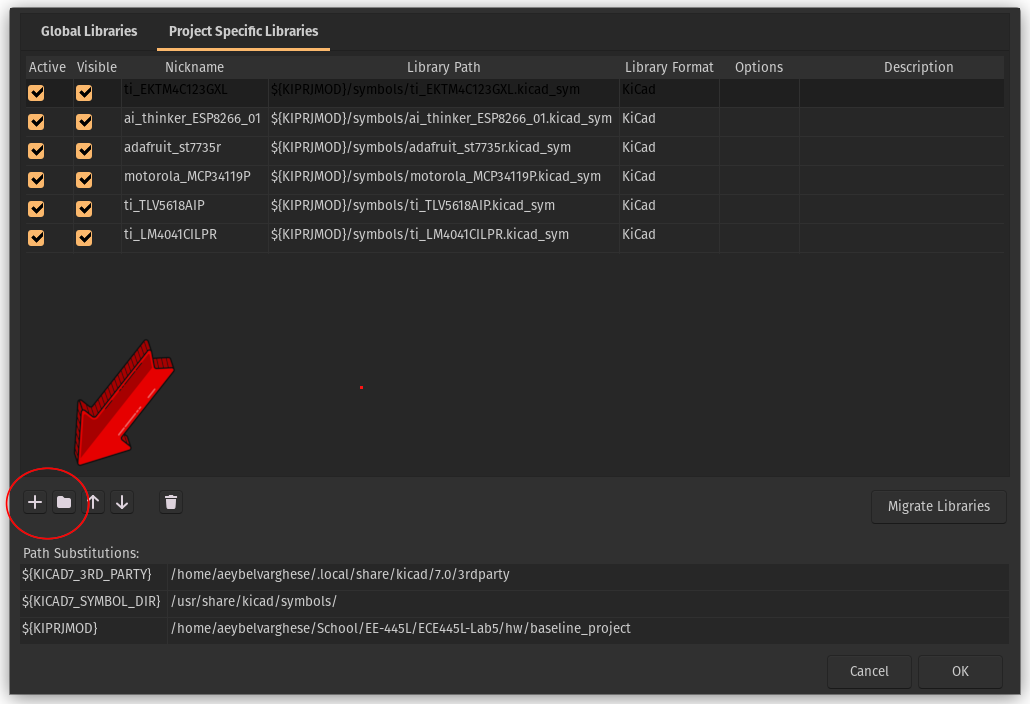 Global Libraries Project Specific Libraries
Active Visible Nickname Library Path Library Format Options Description
ti_EKTM4C123GXL ${KIPRJMOD}/symbols/ti_EKTM4C123GXL.kicad_sym KiCad
ai_thinker_ESP8266_01 ${KIPRJMOD}/symbols/ai_thinker_ESP8266_01.kicad_sym KiCad
adafruit_st7735r ${KIPRJMOD}/symbols/adafruit_st7735r.kicad_sym KiCad
motorola_MCP34119P ${KIPRJMOD}/symbols/motorola_MCP34119P.kicad_sym KiCad
ti_TLV5618AIP ${KIPRJMOD}/symbols/ti_TLV5618AIP.kicad_sym KiCad
ti_LM4041CILPR ${KIPRJMOD}/symbols/ti_LM4041CILPR.kicad_sym KiCad
Migrate Libraries
Path Substitutions:
${KICAD7_3RD_PARTY} /home/aeybelvarghese/.local/share/kicad/7.0/3rdparty
${KICAD7_SYMBOL_DIR} /usr/share/kicad/symbols/
${KIPRJMOD} /home/aeybelvarghese/School/EE-445L/ECE445L-Lab5/hw/baseline_project
Cancel OK